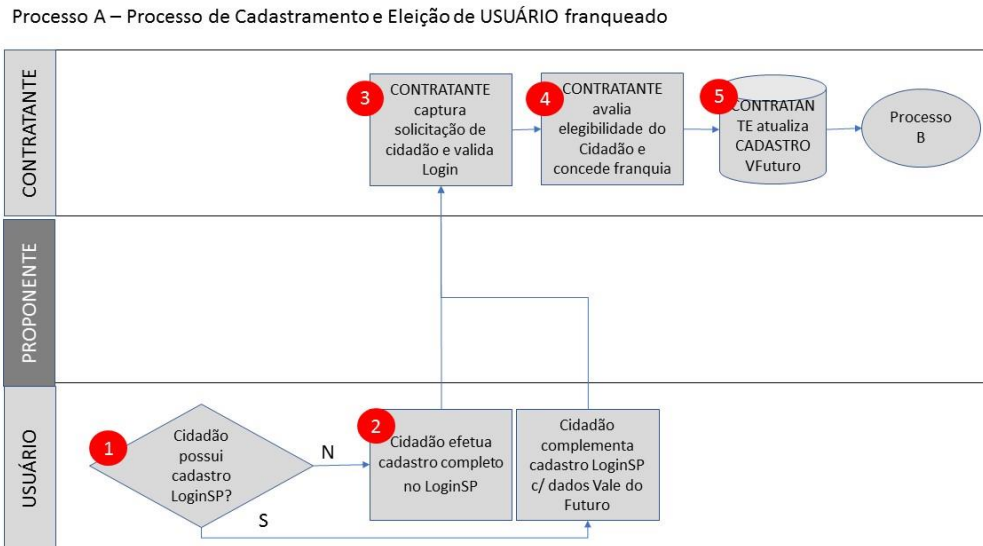 Processo A – Processo de Cadastramento e Eleição de USUÁRIO franqueado
CONTRATANTE
3
CONTRATANTE
captura
solicitação de
cidadão e valida
Login
4
CONTRATANTE
avalia
elegibilidade do
Cidadão e
concede franquia
5
CONTRATAN
TE atualiza
CADASTRO
VFuturo
Processo
B
PROPONENTE
USUÁRIO
1
Cidadão
possui
cadastro
LoginSP?
N
S
2
Cidadão efetua
cadastro completo
no LoginSP
Cidadão
complementa
cadastro LoginSP
c/ dados Vale do
Futuro